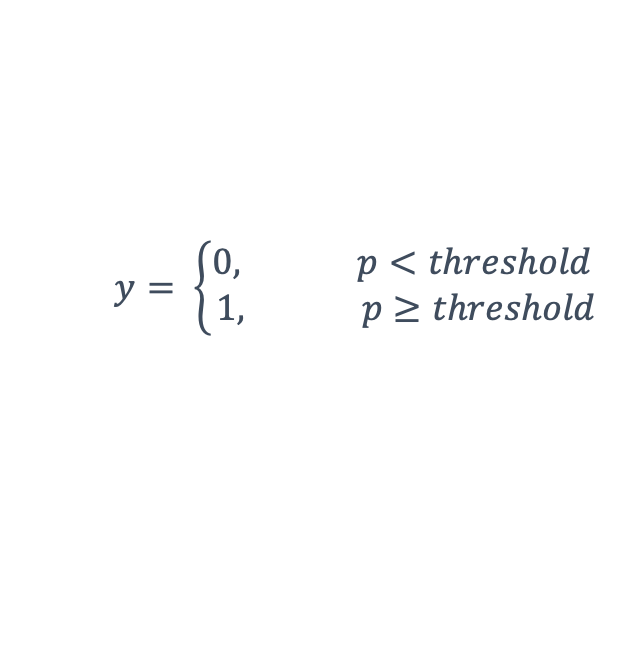 y = { 0, p < threshold
1, p ≥ threshold